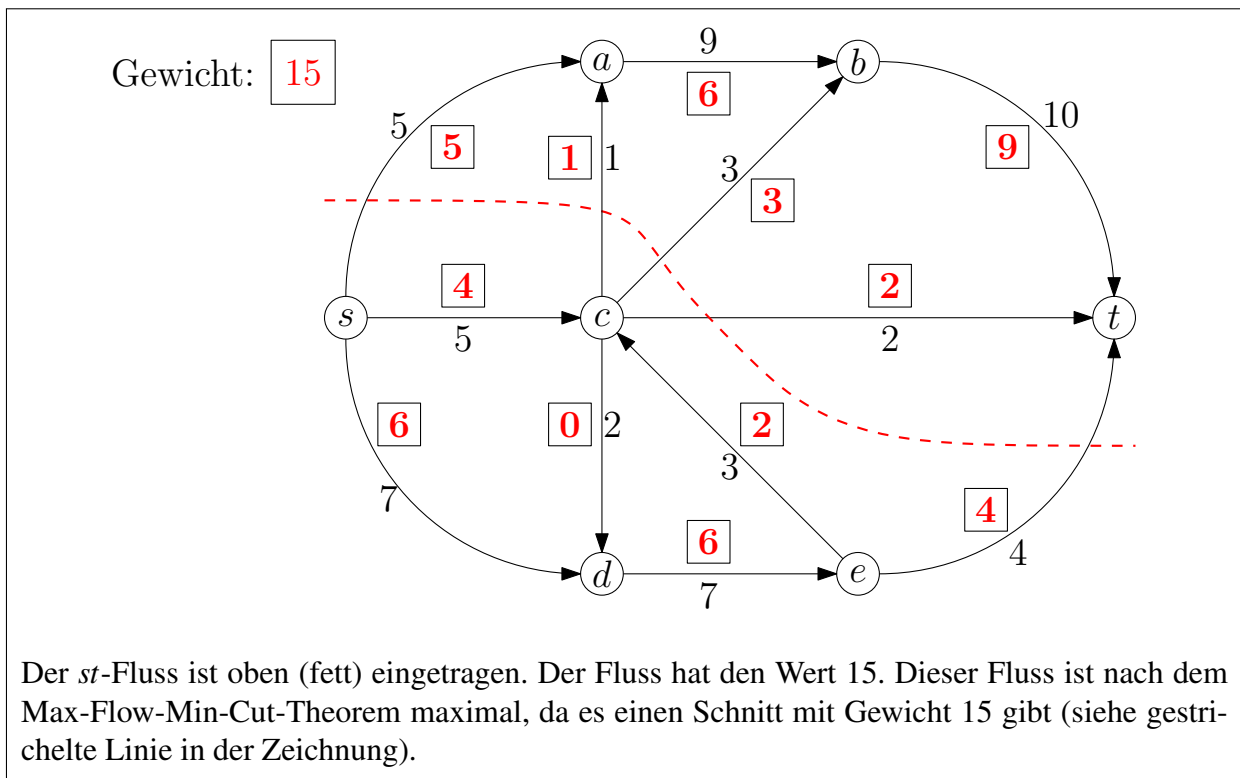 Gewicht: 15
a
9
b
6
5
5
1
1
3
3
10
9
s
4
5
c
2
2
t
6
7
0
2
2
3
4
4
d
6
7
e
Der st-Fluss ist oben (fett) eingetragen. Der Fluss hat den Wert 15. Dieser Fluss ist nach dem
Max-Flow-Min-Cut-Theorem maximal, da es einen Schnitt mit Gewicht 15 gibt (siehe gestri-
chelte Linie in der Zeichnung).